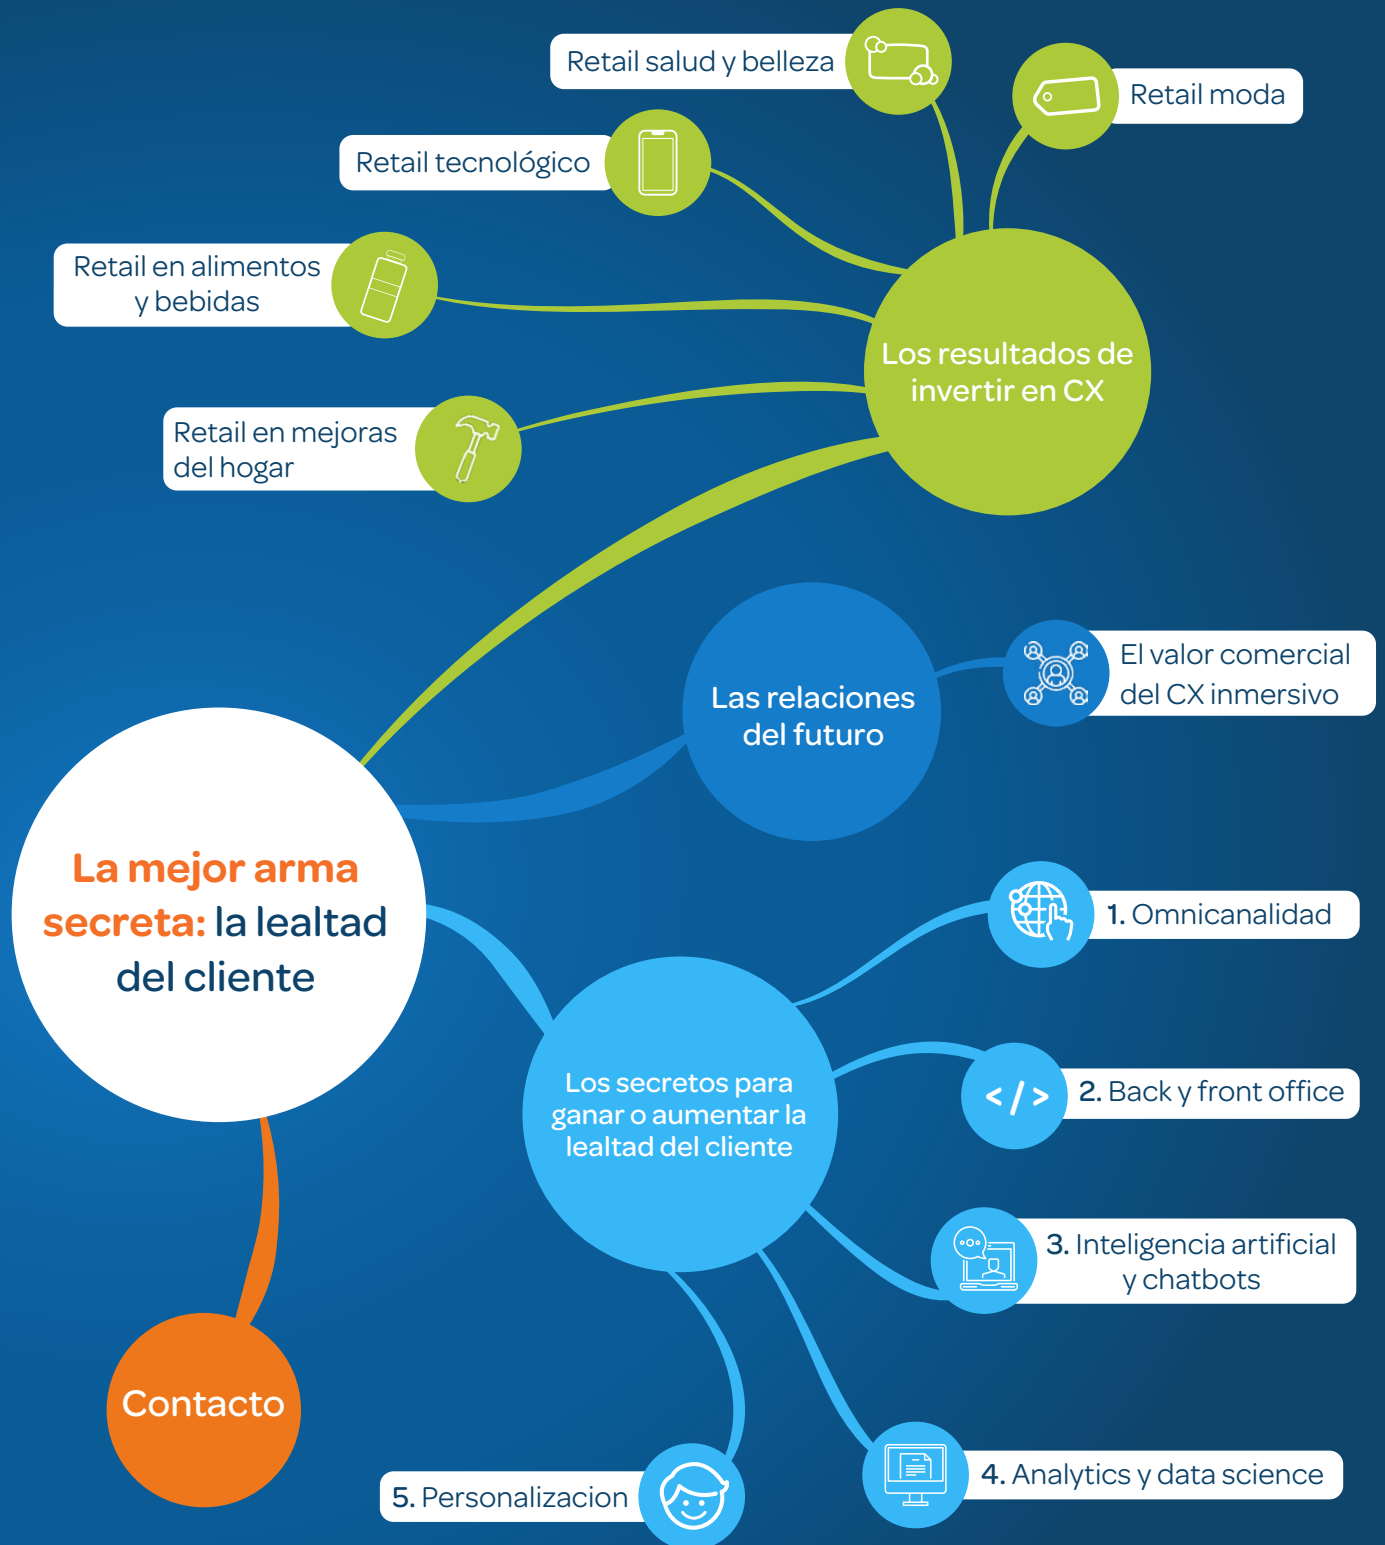 Retail salud y belleza
Retail moda
Retail tecnológico
Retail en alimentos
y bebidas
Los resultados de
invertir en CX
Retail en mejoras
del hogar
Las relaciones
del futuro
El valor comercial
del CX inmersivo
La mejor arma
secreta: la lealtad
del cliente
1. Omnicanalidad
Los secretos para
ganar o aumentar la
lealtad del cliente
</>
2. Back y front office
3. Inteligencia artificial
y chatbots
Contacto
4. Analytics y data science
5. Personalizacion